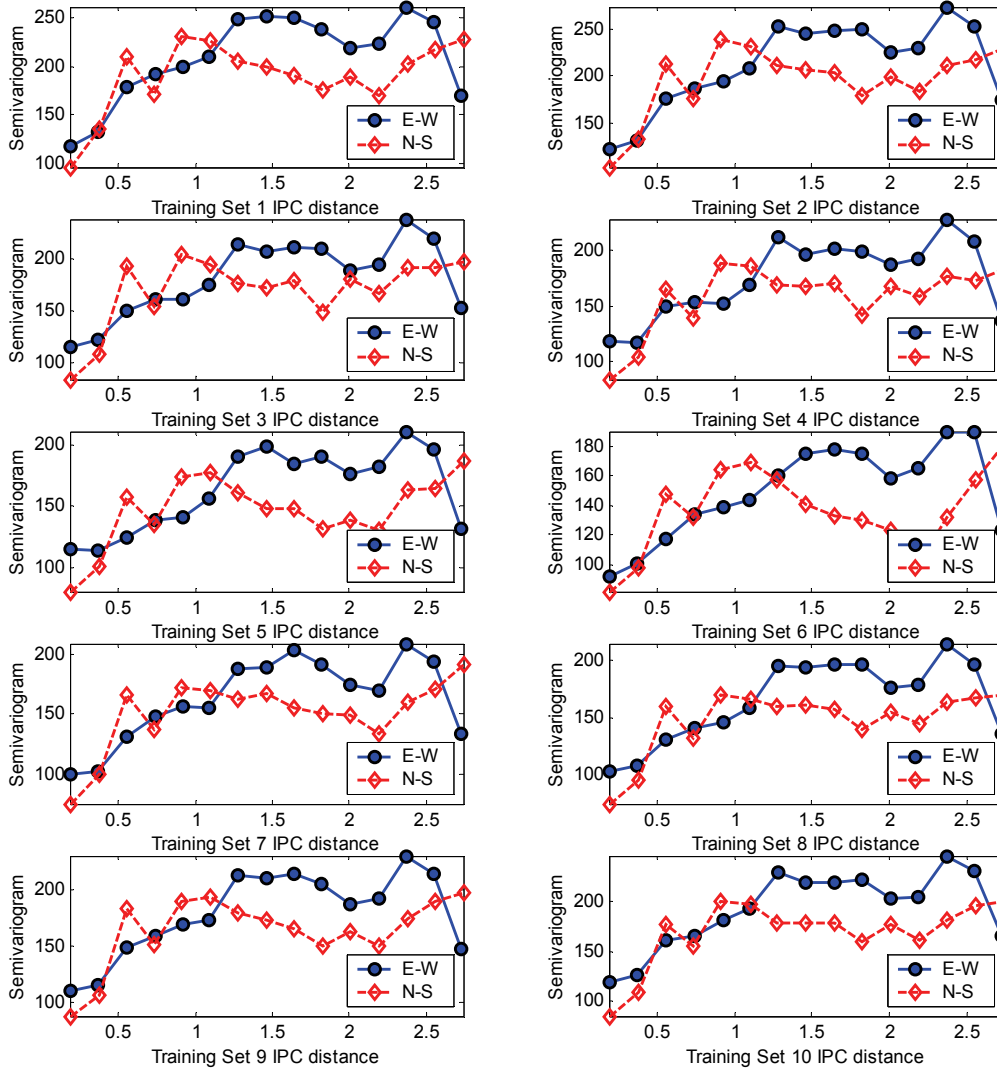 Semivariogram
250
200
150
100
0.5 1 1.5 2 2.5
E-W
N-S
Training Set 1 IPC distance
Semivariogram
250
200
150
0.5 1 1.5 2 2.5
E-W
N-S
Training Set 2 IPC distance
Semivariogram
200
150
100
0.5 1 1.5 2 2.5
E-W
N-S
Training Set 3 IPC distance
Semivariogram
200
150
100
0.5 1 1.5 2 2.5
E-W
N-S
Training Set 4 IPC distance
Semivariogram
200
150
100
0.5 1 1.5 2 2.5
E-W
N-S
Training Set 5 IPC distance
Semivariogram
180
160
140
120
100
0.5 1 1.5 2 2.5
E-W
N-S
Training Set 6 IPC distance
Semivariogram
200
150
100
0.5 1 1.5 2 2.5
E-W
N-S
Training Set 7 IPC distance
Semivariogram
200
150
100
0.5 1 1.5 2 2.5
E-W
N-S
Training Set 8 IPC distance
Semivariogram
200
150
100
0.5 1 1.5 2 2.5
E-W
N-S
Training Set 9 IPC distance
Semivariogram
200
150
100
0.5 1 1.5 2 2.5
E-W
N-S
Training Set 10 IPC distance